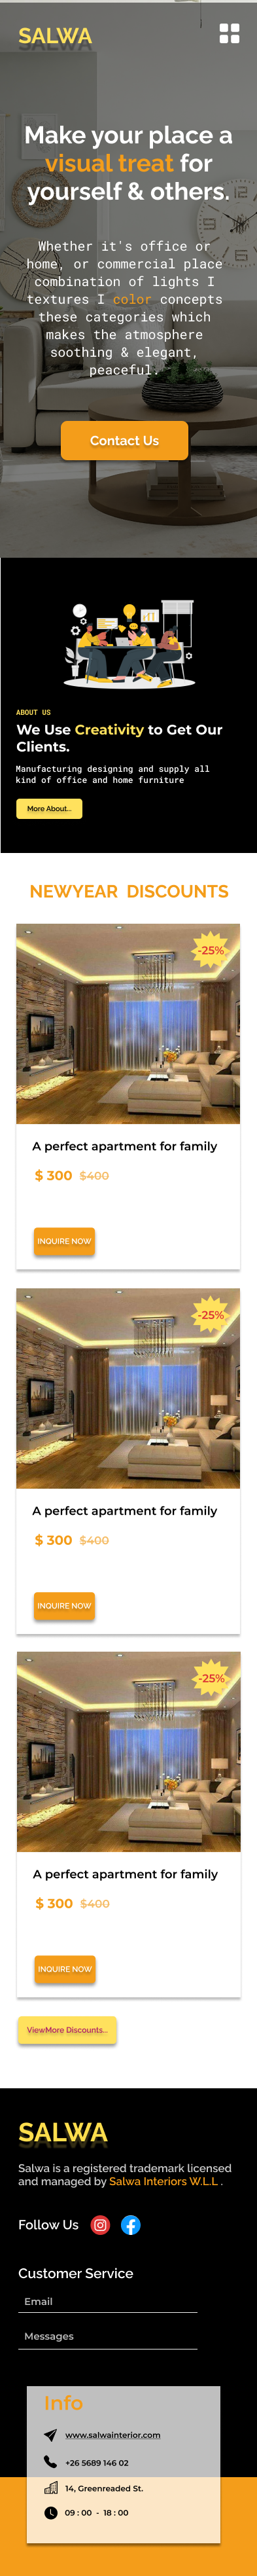 SALWA
Make your place a
visual treat for
yourself & others.
Whether it's office or
home, or commercial place
combination of lights I
textures I color concepts
these categories which
makes the atmosphere
soothing & elegant,
peaceful.
Contact Us
ABOUT US
We Use Creativity to Get Our
Clients.
Manufacturing designing and supply all
kind of office and home furniture
More About...
NEWYEAR DISCOUNTS
-25%
A perfect apartment for family
$ 300 $400
INQUIRE NOW
-25%
A perfect apartment for family
$ 300 $400
INQUIRE NOW
-25%
A perfect apartment for family
$ 300 $400
INQUIRE NOW
ViewMore Discounts...
SALWA
Salwa is a registered trademark licensed
and managed by Salwa Interiors W.L.L .
Follow Us
Customer Service
Email
Messages
Info
www.salwainterior.com
+26 5689 146 02
14, Greenreaded St.
09 : 00 - 18 : 00